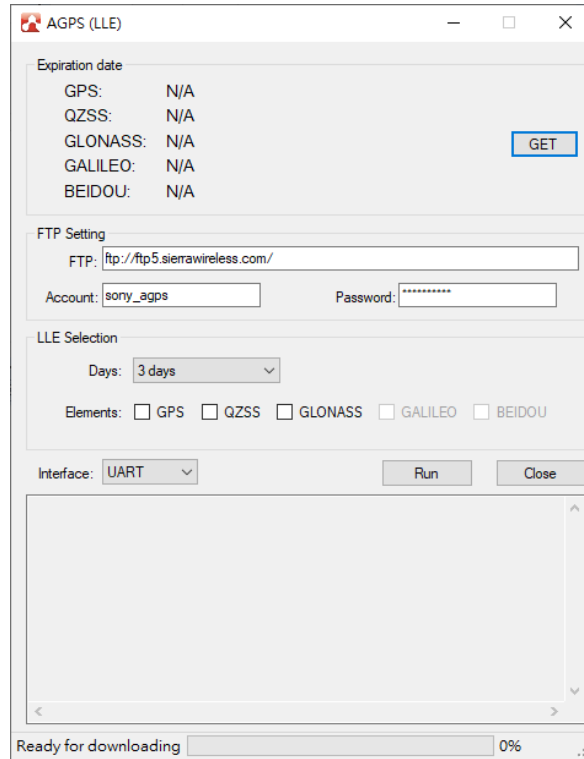 AGPS (LLE)
Expiration date
GPS: N/A
QZSS: N/A
GLONASS: N/A
GALILEO: N/A
BEIDOU: N/A
GET
FTP Setting
FTP: ftp://ftp5.sierrawireless.com/
Account: sony_agps Password: **********
LLE Selection
Days: 3 days
Elements: GPS QZSS GLONASS GALILEO BEIDOU
Interface: UART Run Close
Ready for downloading 0%